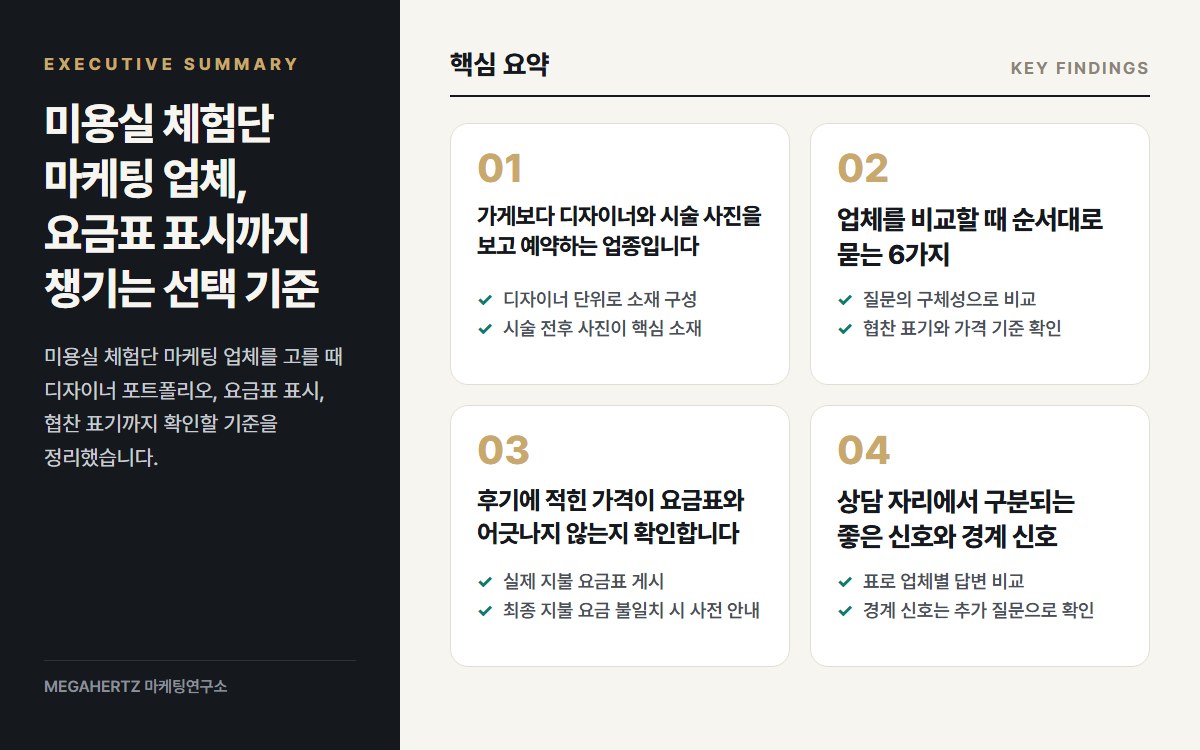 EXECUTIVE SUMMARY
미용실 체험단
마케팅 업체,
요금표 표시까지
챙기는 선택 기준
미용실 체험단 마케팅 업체를 고를 때
디자이너 포트폴리오, 요금표 표시,
협찬 표기까지 확인할 기준을
정리했습니다.
MEGAHERTZ 마케팅연구소
핵심 요약
KEY FINDINGS
01
가게보다 디자이너와 시술 사진을
보고 예약하는 업종입니다
디자이너 단위로 소재 구성
시술 전후 사진이 핵심 소재
02
업체를 비교할 때 순서대로
묻는 6가지
질문의 구체성으로 비교
협찬 표기와 가격 기준 확인
03
후기에 적힌 가격이 요금표와
어긋나지 않는지 확인합니다
실제 지불 요금표 게시
최종 지불 요금 불일치 시 사전 안내
04
상담 자리에서 구분되는
좋은 신호와 경계 신호
표로 업체별 답변 비교
경계 신호는 추가 질문으로 확인